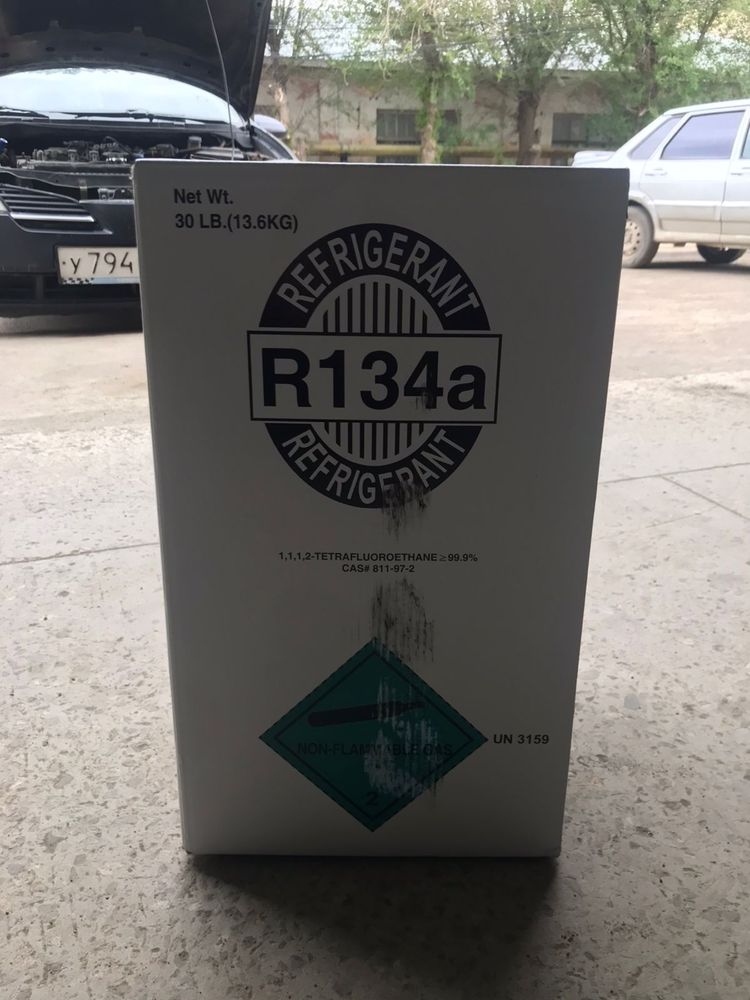 Net Wt.
30 LB.(13.6KG)
REFRIGERANT
R134a
REFRIGERANT
1,1,1,2-TETRAFLUOROETHANE ≥ 99.9%
CAS# 811-97-2
NON-FLAMMABLE GAS
UN 3159
2
У 794